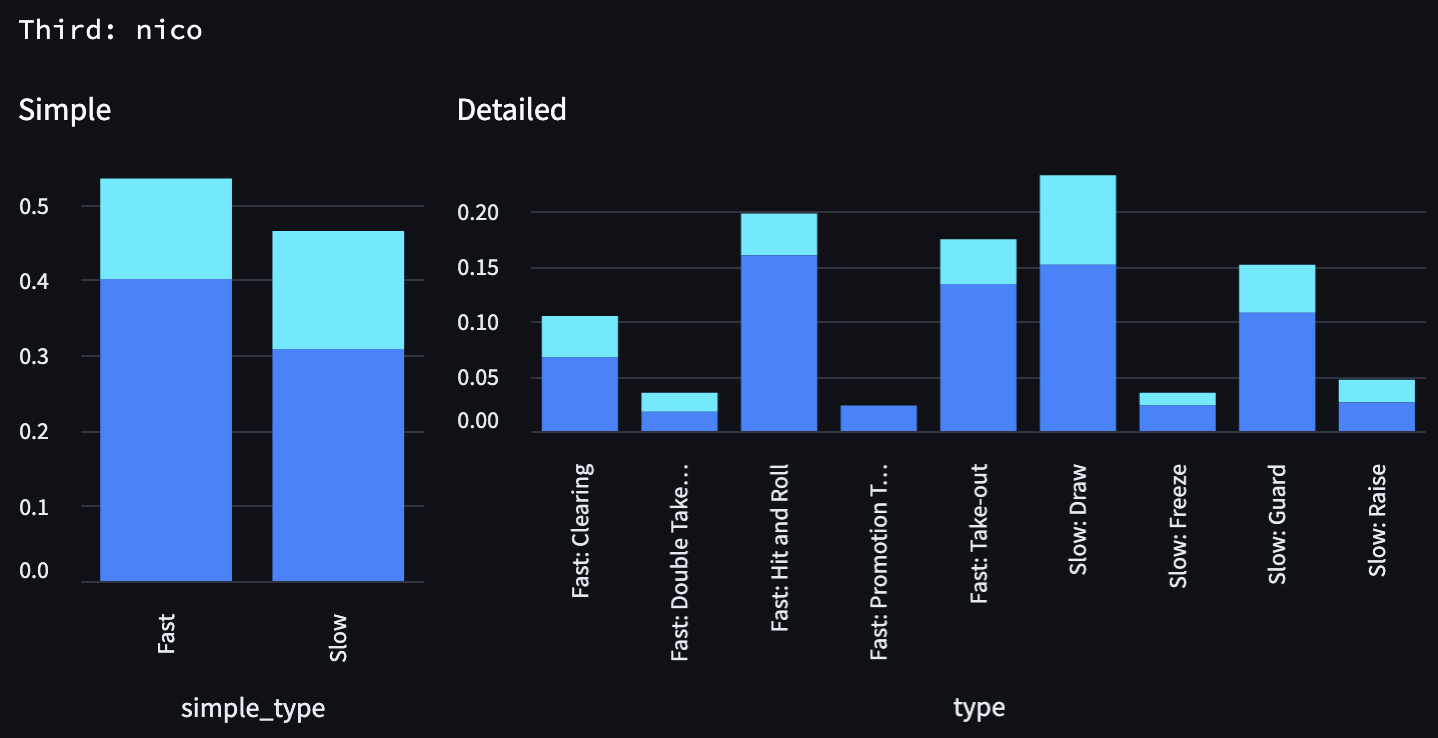 Third: nico
Simple
Detailed
0.5
0.4
0.3
0.2
0.1
0.0
Fast
Slow
simple_type
0.20
0.15
0.10
0.05
0.00
Fast: Clearing
Fast: Double Take…
Fast: Hit and Roll
Fast: Promotion T…
Fast: Take-out
Slow: Draw
Slow: Freeze
Slow: Guard
Slow: Raise
type